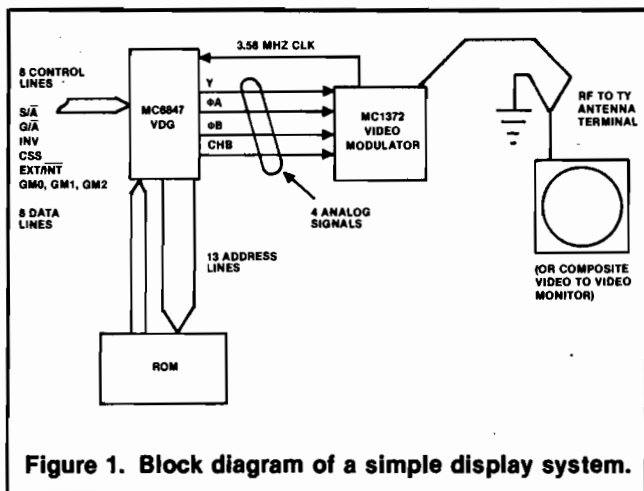 3.58 MHZ CLK
8 CONTROL
LINES
S/A̅
G̅/A
INV
CSS
EXT/I̅N̅T̅
GM0, GM1, GM2
8 DATA
LINES
MC6847
VDG
Y
ΦA
ΦB
CHB
MC1372
VIDEO
MODULATOR
RF TO TY
ANTENNA
TERMINAL
4 ANALOG
SIGNALS
13 ADDRESS
LINES
(OR COMPOSITE
VIDEO TO VIDEO
MONITOR)
ROM
Figure 1. Block diagram of a simple display system.